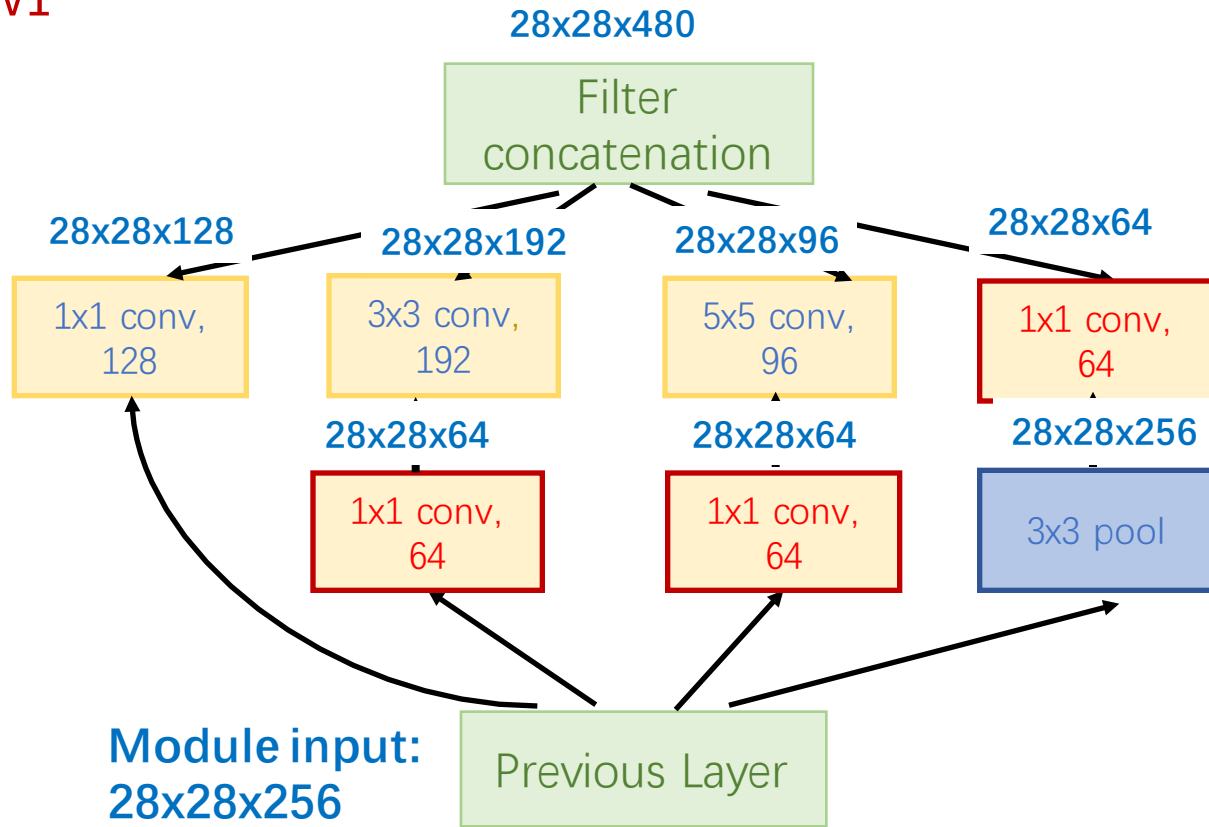 v1
28x28x480
Filter
concatenation
28x28x128
28x28x192
28x28x96
28x28x64
1x1 conv,
128
3x3 conv,
192
5x5 conv,
96
1x1 conv,
64
28x28x64
28x28x64
28x28x256
1x1 conv,
64
1x1 conv,
64
3x3 pool
Module input:
28x28x256
Previous Layer